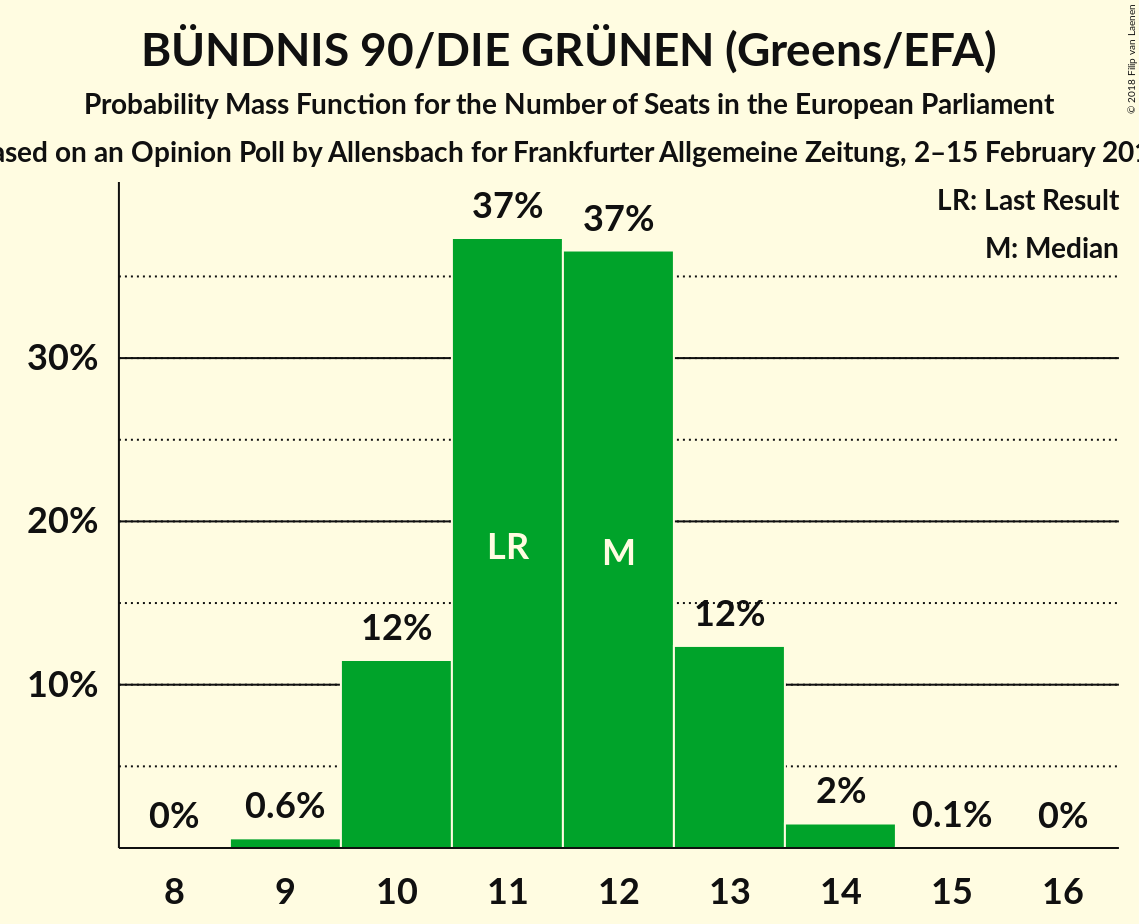 BÜNDNIS 90/DIE GRÜNEN (Greens/EFA)
Probability Mass Function for the Number of Seats in the European Parliament
ased on an Opinion Poll by Allensbach for Frankfurter Allgemeine Zeitung, 2–15 February 201
© 2018 Filip van Laenen
LR: Last Result
M: Median
37%
37%
30%
20%
10%
LR
M
12%
12%
0%
0.6%
2%
0.1%
0%
8 9 10 11 12 13 14 15 16